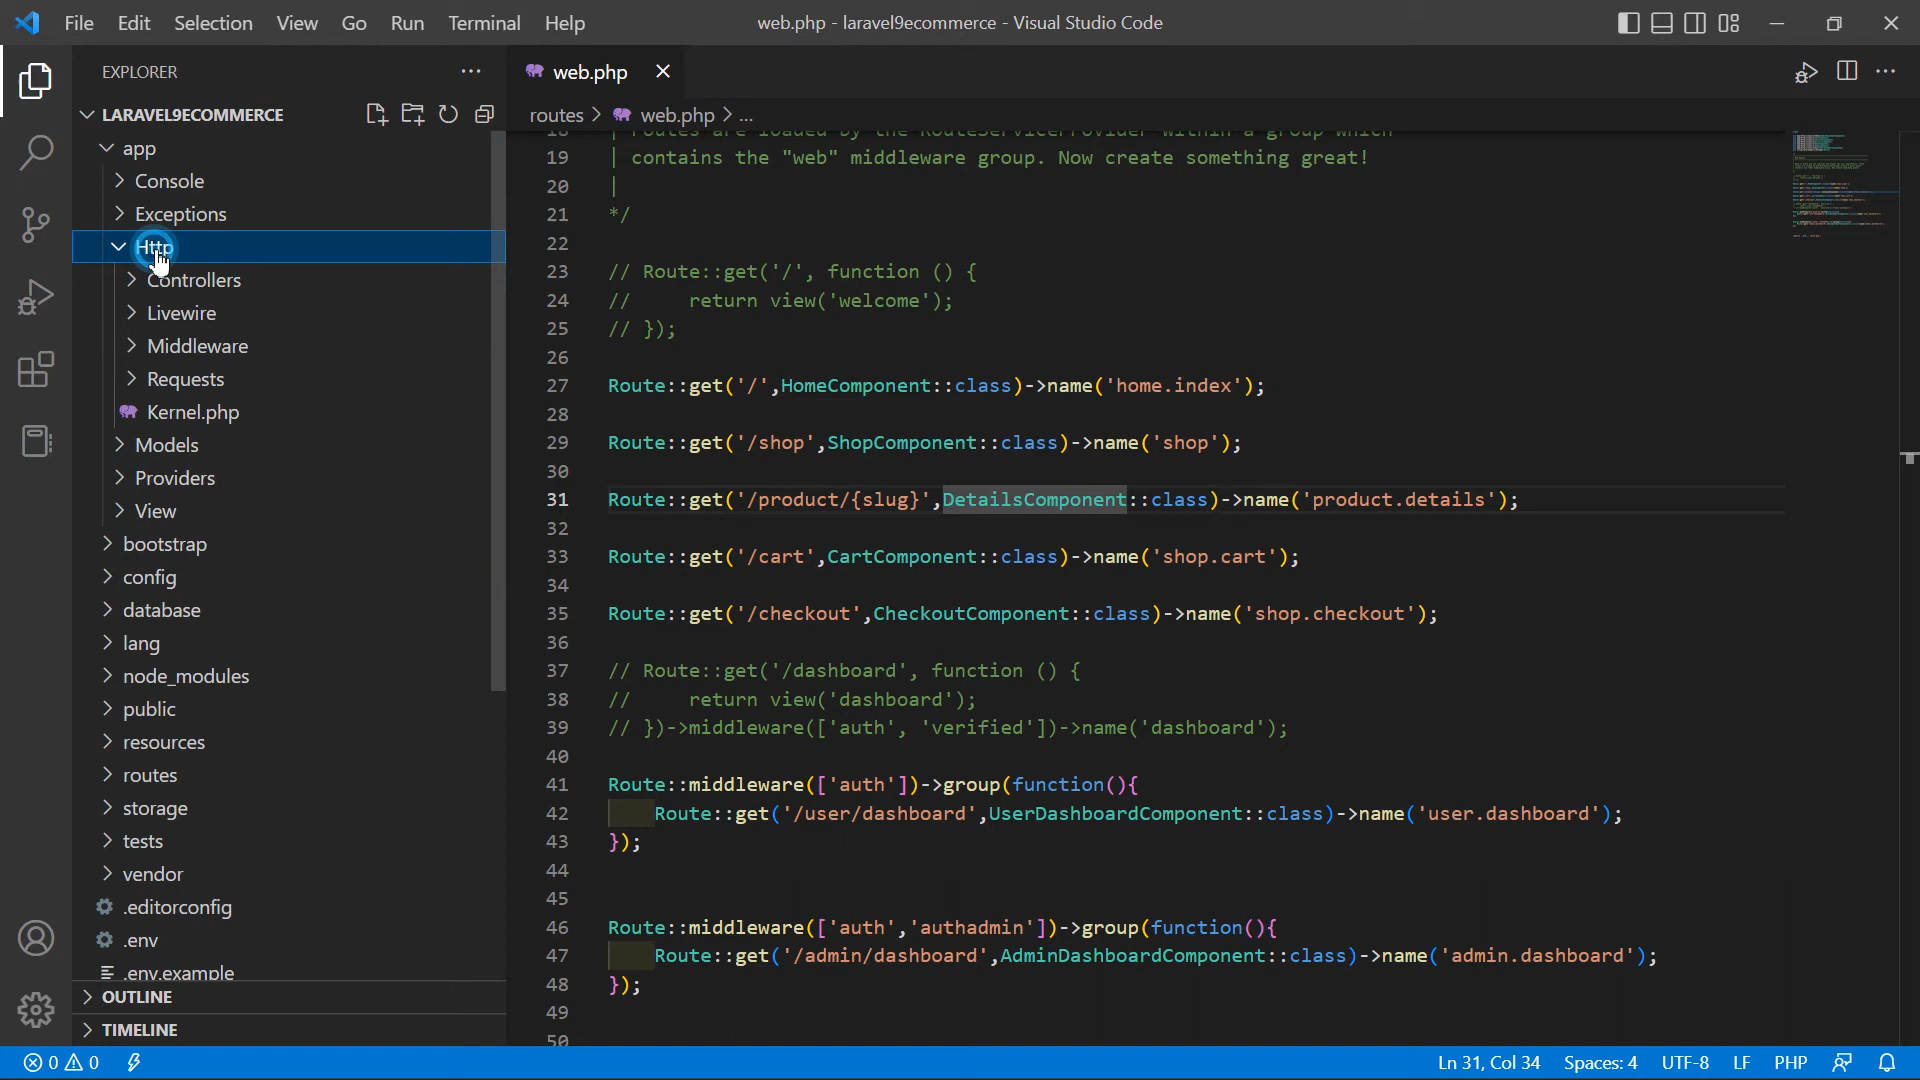 File Edit Selection View Go Run Terminal Help
web.php - laravel9ecommerce - Visual Studio Code
EXPLORER
LARAVEL9ECOMMERCE
app
Console
Exceptions
Http
Controllers
Livewire
Middleware
Requests
Kernel.php
Models
Providers
View
bootstrap
config
database
lang
node_modules
public
resources
routes
storage
tests
vendor
.editorconfig
.env
.env.example
OUTLINE
TIMELINE
web.php
routes > web.php > ...
18 | routes are loaded by the RouteServiceProvider within a group which
19 | contains the "web" middleware group. Now create something great!
20 |
21 */
22
23 // Route::get('/', function () {
24 //     return view('welcome');
25 // });
26
27 Route::get('/',HomeComponent::class)->name('home.index');
28
29 Route::get('/shop',ShopComponent::class)->name('shop');
30
31 Route::get('/product/{slug}',DetailsComponent::class)->name('product.details');
32
33 Route::get('/cart',CartComponent::class)->name('shop.cart');
34
35 Route::get('/checkout',CheckoutComponent::class)->name('shop.checkout');
36
37 // Route::get('/dashboard', function () {
38 //     return view('dashboard');
39 // })->middleware(['auth', 'verified'])->name('dashboard');
40
41 Route::middleware(['auth'])->group(function(){
42     Route::get('/user/dashboard',UserDashboardComponent::class)->name('user.dashboard');
43 });
44
45
46 Route::middleware(['auth','authadmin'])->group(function(){
47     Route::get('/admin/dashboard',AdminDashboardComponent::class)->name('admin.dashboard');
48 });
49
50
0 0
Ln 31, Col 34 Spaces: 4 UTF-8 LF PHP